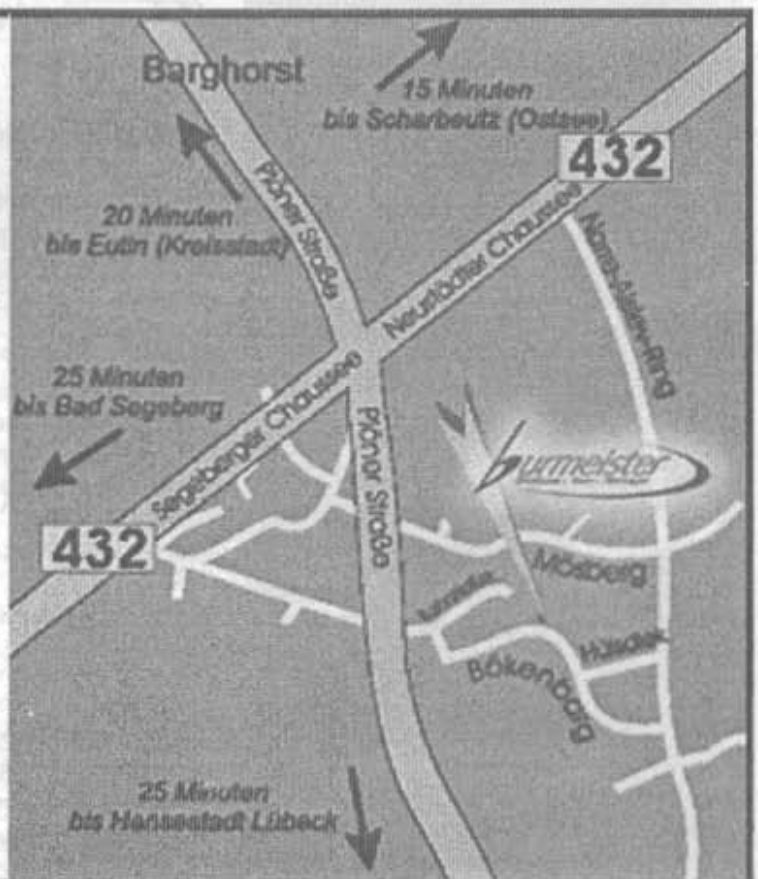 Barghorst
15 Minuten
bis Scharbeutz (Ostsee)
432
20 Minuten
bis Eutin (Kreisstadt)
Plöner Straße
Neustädter Chaussee
25 Minuten
bis Bad Segeberg
Segeberger Chaussee
Plöner Straße
burmeister
432
Mösberg
Bökenbarg
25 Minuten
bis Hansestadt Lübeck